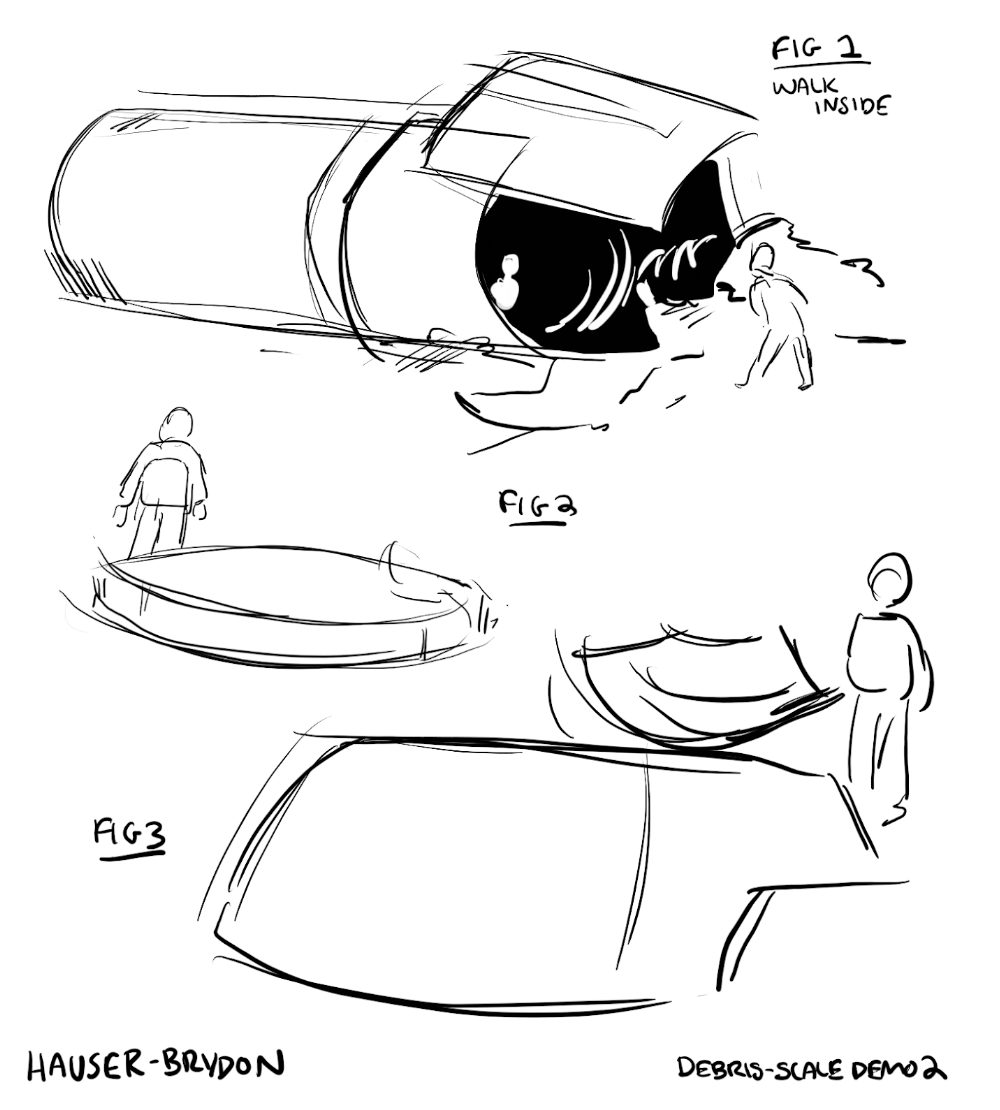 FIG 1
WALK
INSIDE
FIG 2
FIG 3
HAUSER-BRYDON
DEBRIS-SCALE DEMO 2